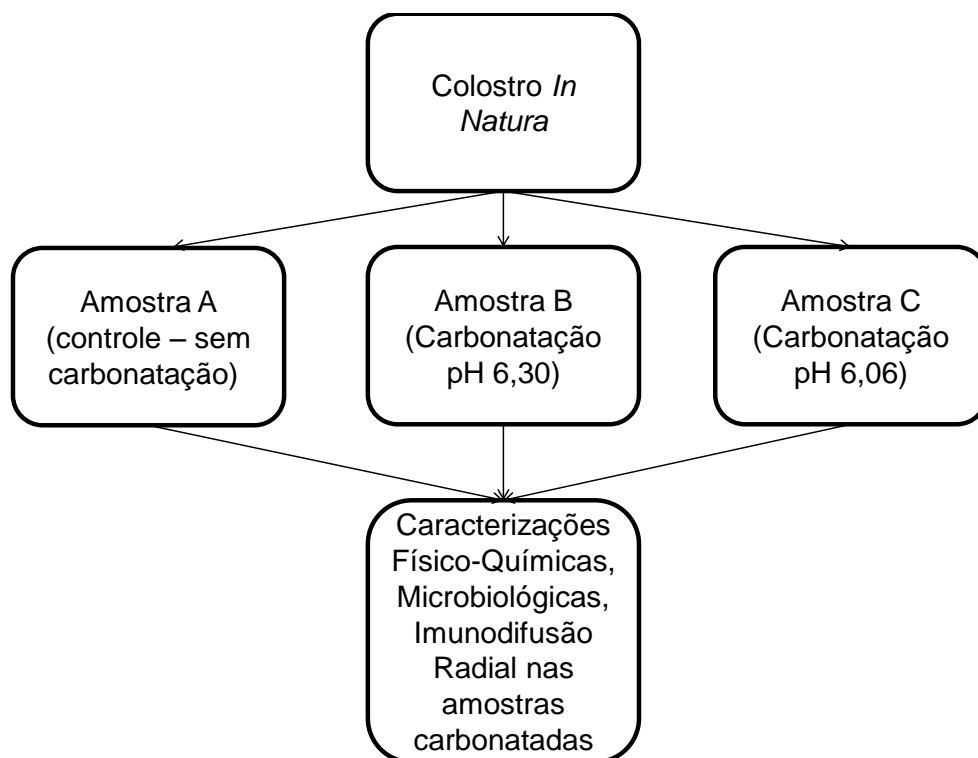 Colostro In
Natura
Amostra A
(controle – sem
carbonatação)
Amostra B
(Carbonatação
pH 6,30)
Amostra C
(Carbonatação
pH 6,06)
Caracterizações
Físico-Químicas,
Microbiológicas,
Imunodifusão
Radial nas
amostras
carbonatadas